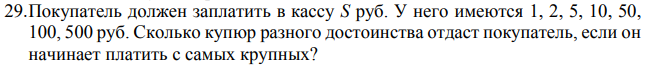 29.Покупатель должен заплатить в кассу S руб. У него имеются 1, 2, 5, 10, 50,
100, 500 руб. Сколько купюр разного достоинства отдаст покупатель, если он
начинает платить с самых крупных?